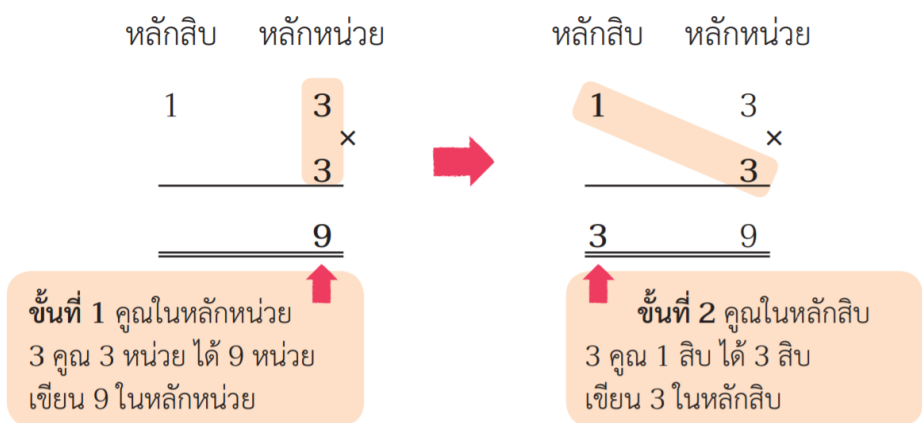 หลักสิบ หลักหน่วย
1 3
×
3
9
ขั้นที่ 1 คูณในหลักหน่วย
3 คูณ 3 หน่วย ได้ 9 หน่วย
เขียน 9 ในหลักหน่วย
หลักสิบ หลักหน่วย
1 3
×
3
3 9
ขั้นที่ 2 คูณในหลักสิบ
3 คูณ 1 สิบ ได้ 3 สิบ
เขียน 3 ในหลักสิบ